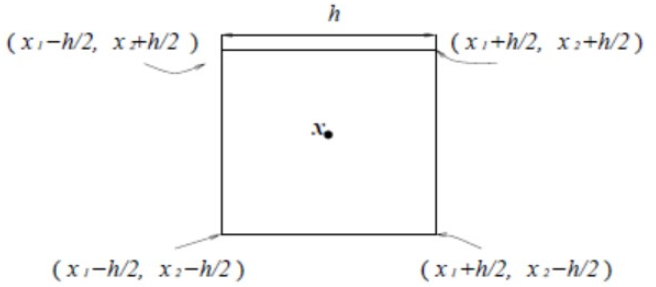 h
(x₁−h/2, x₂+h/2) (x₁+h/2, x₂+h/2)
x
(x₁−h/2, x₂−h/2) (x₁+h/2, x₂−h/2)